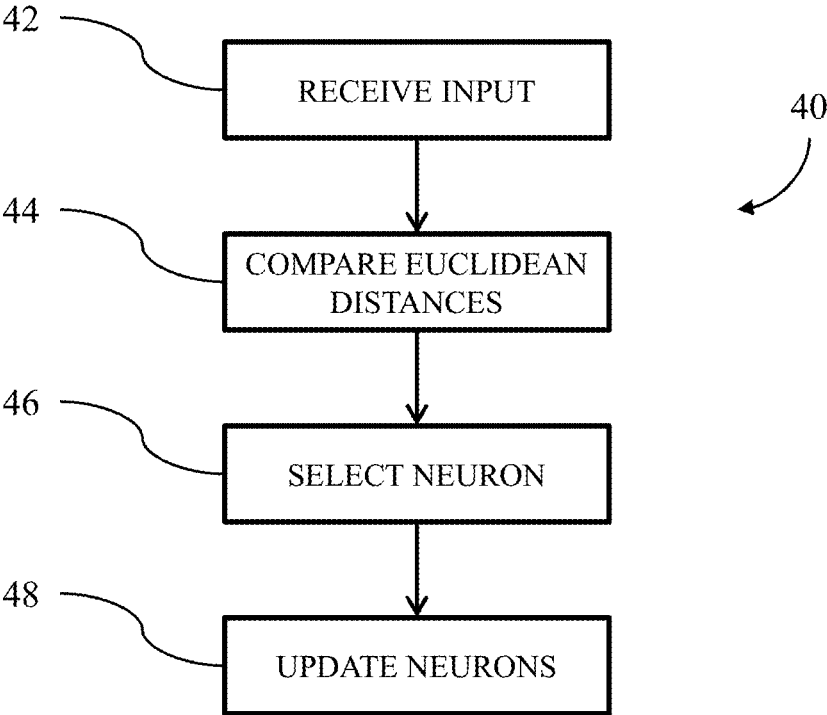 42
RECEIVE INPUT
40
44
COMPARE EUCLIDEAN
DISTANCES
46
SELECT NEURON
48
UPDATE NEURONS